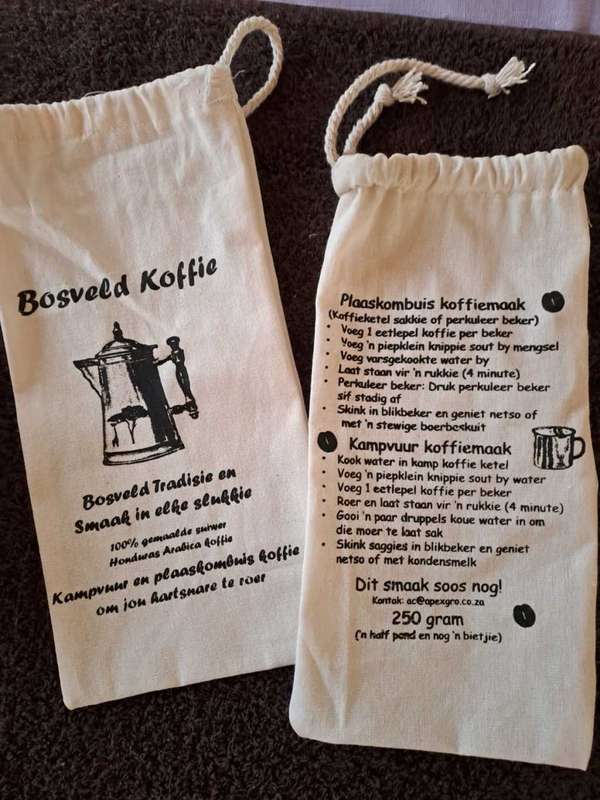 Bosveld Koffie
Bosveld Tradisie en
Smaak in elke slukkie
100% gemaalde suiwer
Honduras Arabica koffie
Kampvuur en plaaskombuis koffie
om jou hartsnare te roer
Plaaskombuis koffiemaak
(Koffieketel sakkie of perkuleer beker)
• Voeg 1 eetlepel koffie per beker
• Voeg 'n piepklein knippie sout by mengsel
• Voeg varsgekookte water by
• Laat staan vir 'n rukkie (4 minute)
• Perkuleer beker: Druk perkuleer beker
sif stadig af
• Skink in blikbeker en geniet netso of
met 'n stewige boerbeskuit
Kampvuur koffiemaak
• Kook water in kamp koffie ketel
• Voeg 'n piepklein knippie sout by water
• Voeg 1 eetlepel koffie per beker
• Roer en laat staan vir 'n rukkie (4 minute)
• Gooi 'n paar druppels koue water in om
die moer te laat sak
• Skink saggies in blikbeker en geniet
netso of met kondensmelk
Dit smaak soos nog!
Kontak: ac@apexgro.co.za
250 gram
('n half pond en nog 'n bietjie)